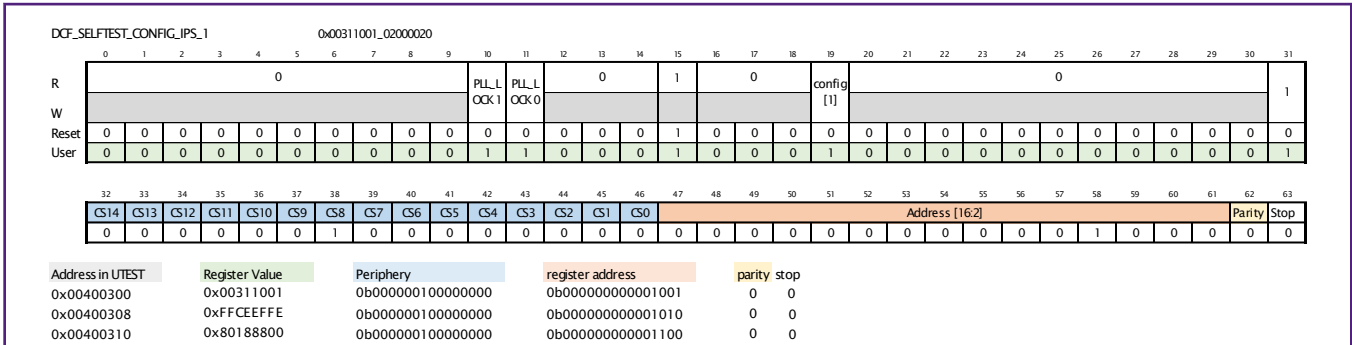 DCF_SELFTEST_CONFIG_IPS_1 0x00311001_02000020
0 1 2 3 4 5 6 7 8 9 10 11 12 13 14 15 16 17 18 19 20 21 22 23 24 25 26 27 28 29 30 31
R 0 PLL_L PLL_L 0 1 0 config 0 1
OCK 1 OCK 0 [1]
W
Reset 0 0 0 0 0 0 0 0 0 0 0 0 0 0 0 1 0 0 0 0 0 0 0 0 0 0 0 0 0 0 0 0
User 0 0 0 0 0 0 0 0 0 0 1 1 0 0 0 1 0 0 0 1 0 0 0 0 0 0 0 0 0 0 0 1
32 33 34 35 36 37 38 39 40 41 42 43 44 45 46 47 48 49 50 51 52 53 54 55 56 57 58 59 60 61 62 63
CS14 CS13 CS12 CS11 CS10 CS9 CS8 CS7 CS6 CS5 CS4 CS3 CS2 CS1 CS0 Address [16:2] Parity Stop
0 0 0 0 0 0 1 0 0 0 0 0 0 0 0 0 0 0 0 0 0 0 0 0 0 0 1 0 0 0 0 0
Address in UTEST Register Value Periphery register address parity stop
0x00400300 0x00311001 0b000000100000000 0b000000000001001 0 0
0x00400308 0xFFCEEFFE 0b000000100000000 0b000000000001010 0 0
0x00400310 0x80188800 0b000000100000000 0b000000000001100 0 0